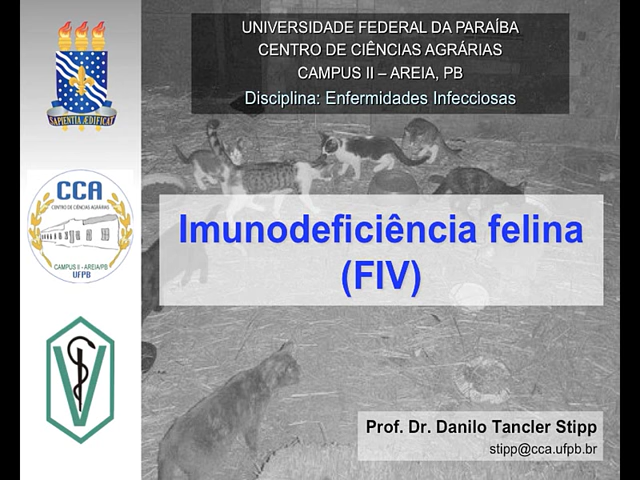 UNIVERSIDADE FEDERAL DA PARAÍBA
CENTRO DE CIÊNCIAS AGRÁRIAS
CAMPUS II – AREIA, PB
Disciplina: Enfermidades Infecciosas
SAPIENTIA ÆDIFICAT
CCA
CENTRO DE CIÊNCIAS AGRÁRIAS
CAMPUS II - AREIA/PB
UFPB
Imunodeficiência felina
(FIV)
V
Prof. Dr. Danilo Tancler Stipp
stipp@cca.ufpb.br